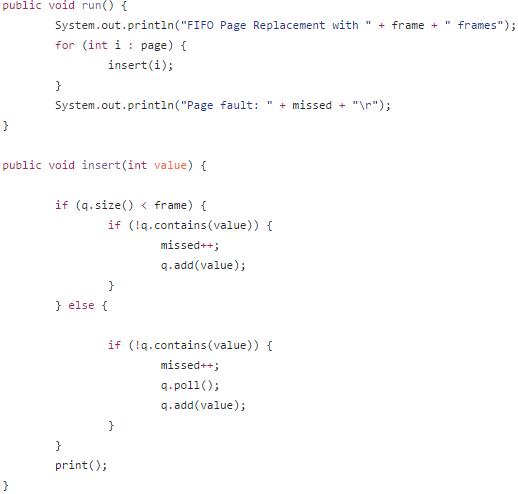 public void run() {
        System.out.println("FIFO Page Replacement with " + frame + " frames");
        for (int i : page) {
                insert(i);
        }
        System.out.println("Page fault: " + missed + "\r");
}

public void insert(int value) {

        if (q.size() < frame) {
                if (!q.contains(value)) {
                        missed++;
                        q.add(value);
                }
        } else {

                if (!q.contains(value)) {
                        missed++;
                        q.poll();
                        q.add(value);
                }
        }
        print();
}